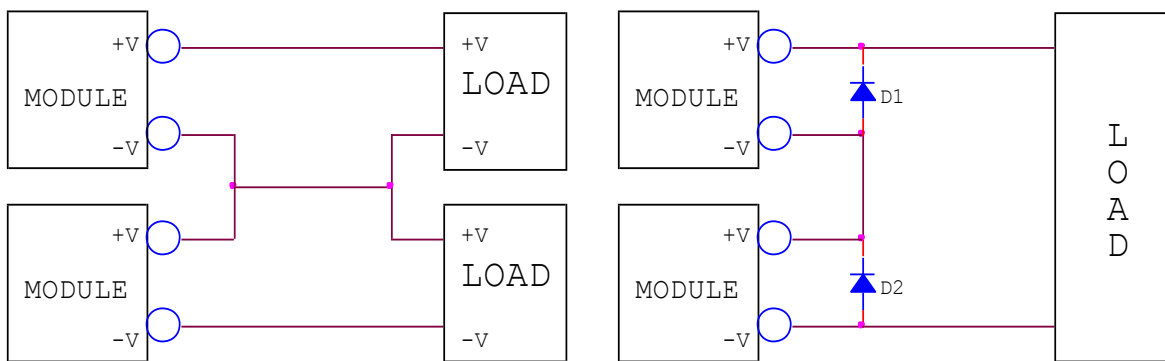 +V
MODULE
-V
+V
LOAD
-V
+V
MODULE
-V
+V
LOAD
-V
+V
MODULE
-V
D1
+V
MODULE
-V
D2
L
O
A
D